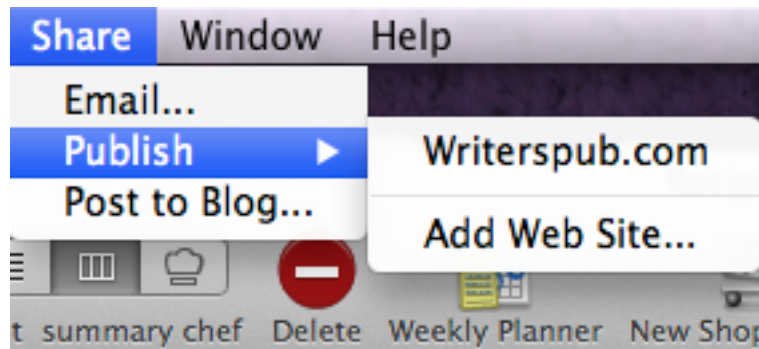 Share Window Help
Email...
Publish
Writerspub.com
Post to Blog...
Add Web Site...
summary chef Delete Weekly Planner New